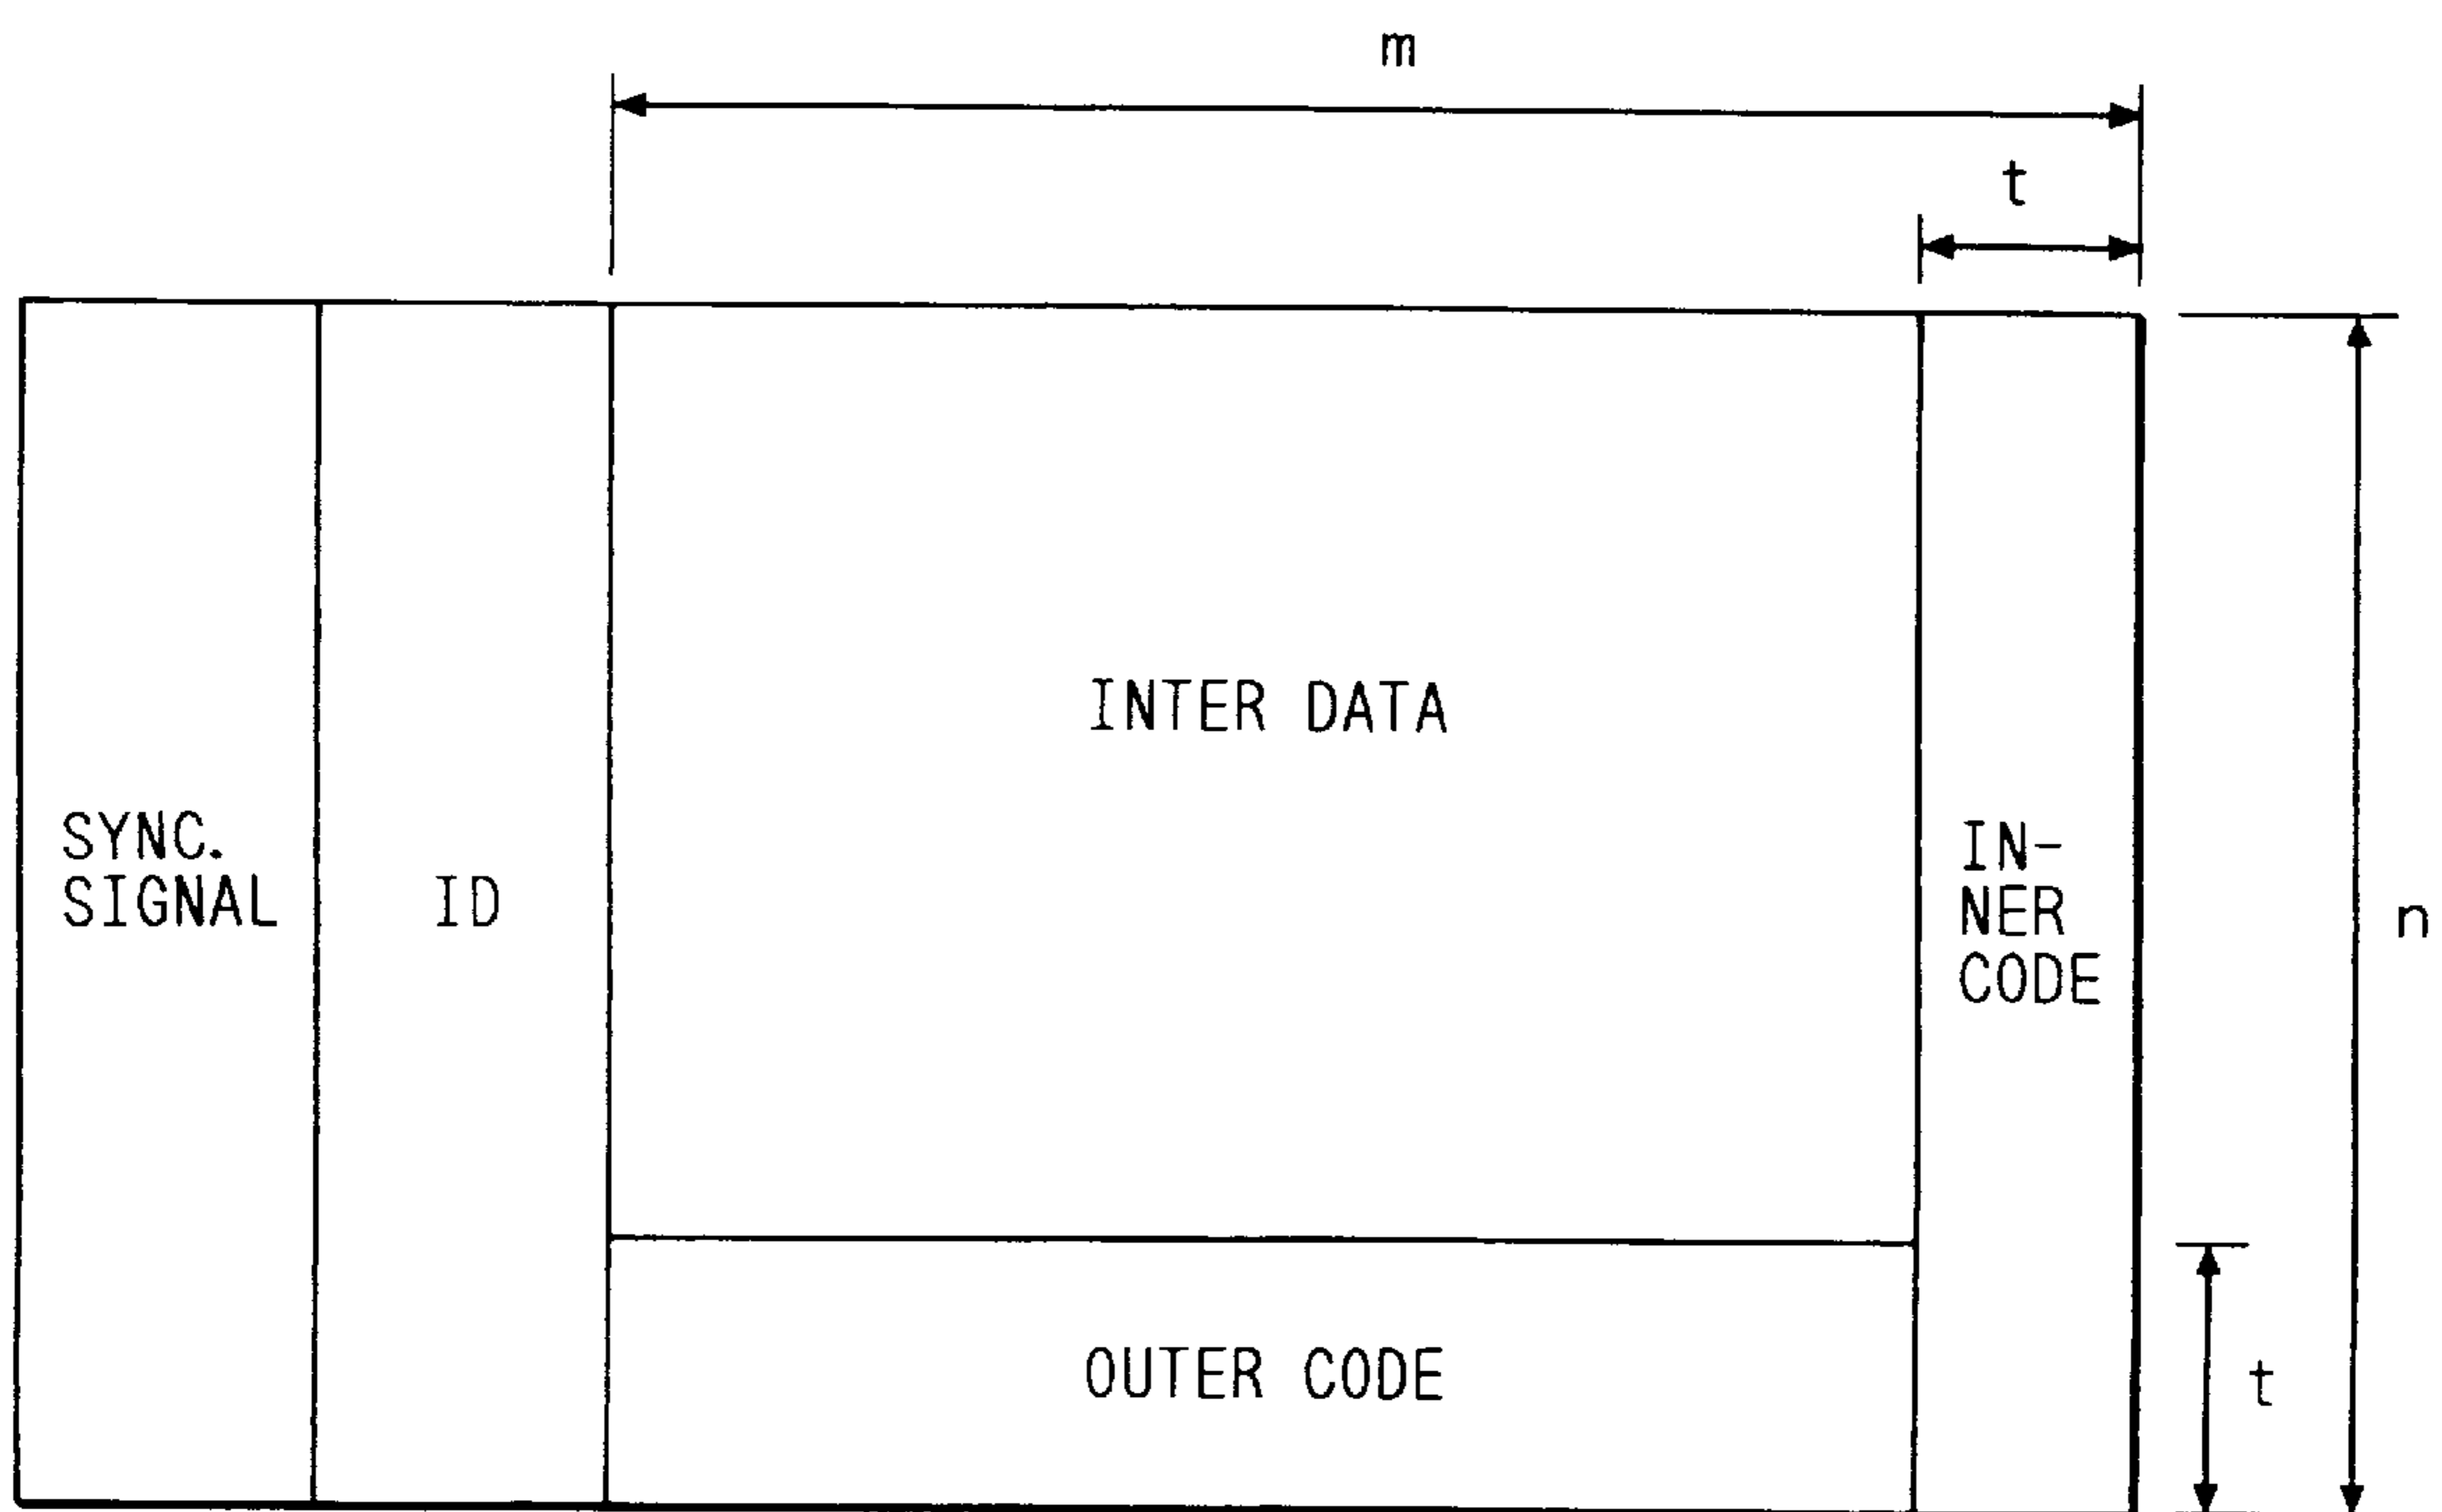 m
t
INTER DATA
SYNC.
SIGNAL
ID
IN-
NER
CODE
n
OUTER CODE
t